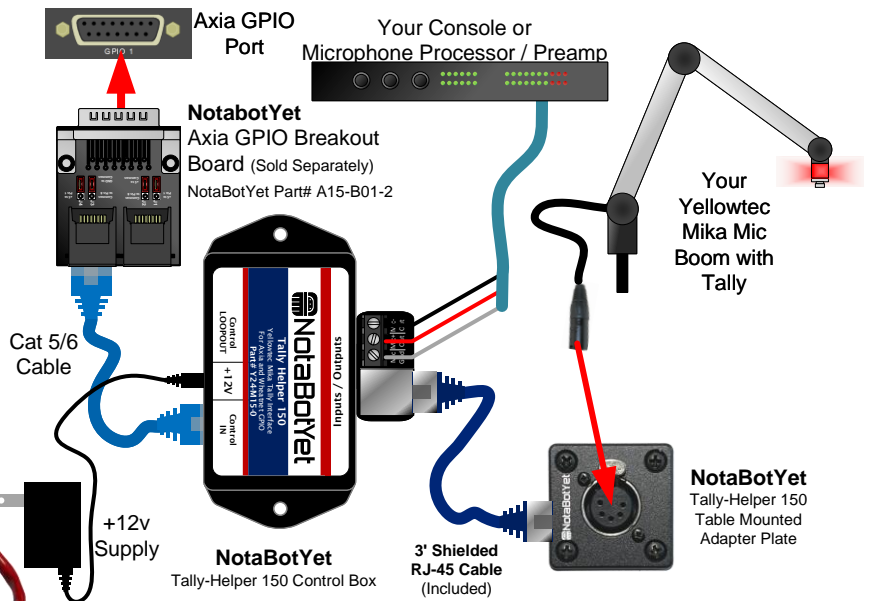 Axia GPIO
Port
GPIO 1
Your Console or
Microphone Processor / Preamp
NotabotYet
Axia GPIO Breakout
Board (Sold Separately)
NotaBotYet Part# A15-B01-2
Your
Yellowtec
Mika Mic
Boom with
Tally
Cat 5/6
Cable
Control
LOOPOUT
+12V
Control
IN
Tally Helper 150
Yellowtec Mika Tally Interface
For Axia and Wheatnet GPIO
Part# Y24-M15-0
NotaBotYet
Inputs / Outputs
+12v
Supply
NotaBotYet
Tally-Helper 150 Control Box
3' Shielded
RJ-45 Cable
(Included)
NotaBotYet
NotaBotYet
Tally-Helper 150
Table Mounted
Adapter Plate